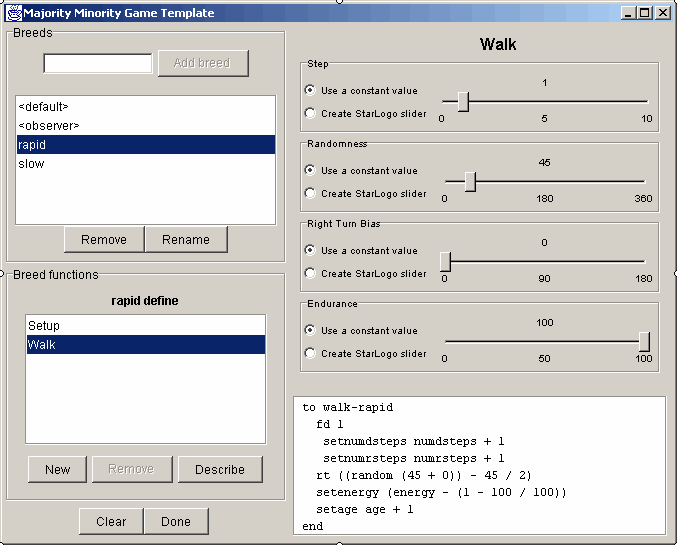 Majority Minority Game Template
Breeds
Add breed
<default>
<observer>
rapid
slow
Remove Rename
Breed functions
rapid define
Setup
Walk
New Remove Describe
Clear Done
Walk
Step
Use a constant value
Create StarLogo slider
1
0 5 10
Randomness
Use a constant value
Create StarLogo slider
45
0 180 360
Right Turn Bias
Use a constant value
Create StarLogo slider
0
0 90 180
Endurance
Use a constant value
Create StarLogo slider
100
0 50 100
to walk-rapid
fd 1
setnumdsteps numdsteps + 1
setnumrsteps numrsteps + 1
rt ((random (45 + 0)) - 45 / 2)
setenergy (energy - (1 - 100 / 100))
setage age + 1
end